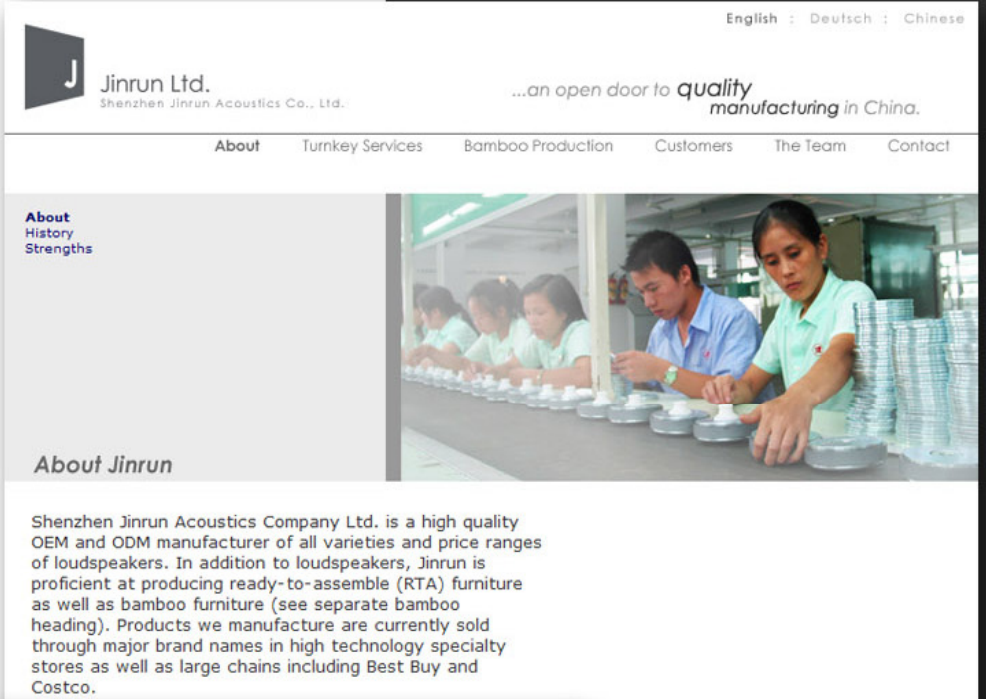 English : Deutsch : Chinese
J
Jinrun Ltd.
Shenzhen Jinrun Acoustics Co., Ltd.
...an open door to quality
manufacturing in China.
About Turnkey Services Bamboo Production Customers The Team Contact
About
History
Strengths
About Jinrun
Shenzhen Jinrun Acoustics Company Ltd. is a high quality
OEM and ODM manufacturer of all varieties and price ranges
of loudspeakers. In addition to loudspeakers, Jinrun is
proficient at producing ready-to-assemble (RTA) furniture
as well as bamboo furniture (see separate bamboo
heading). Products we manufacture are currently sold
through major brand names in high technology specialty
stores as well as large chains including Best Buy and
Costco.